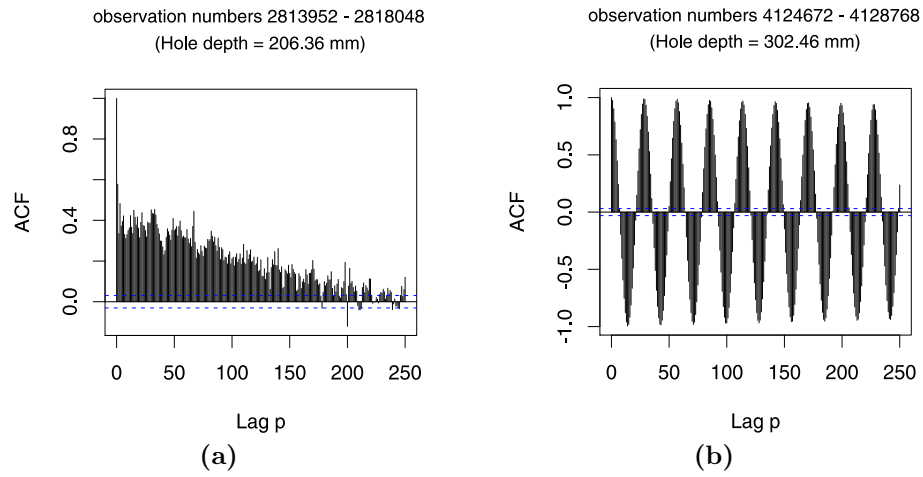 observation numbers 2813952 - 2818048
(Hole depth = 206.36 mm)
ACF
0.8
0.4
0.0
0 50 100 150 200 250
Lag p
(a)
observation numbers 4124672 - 4128768
(Hole depth = 302.46 mm)
ACF
1.0
0.5
0.0
-0.5
-1.0
0 50 100 150 200 250
Lag p
(b)